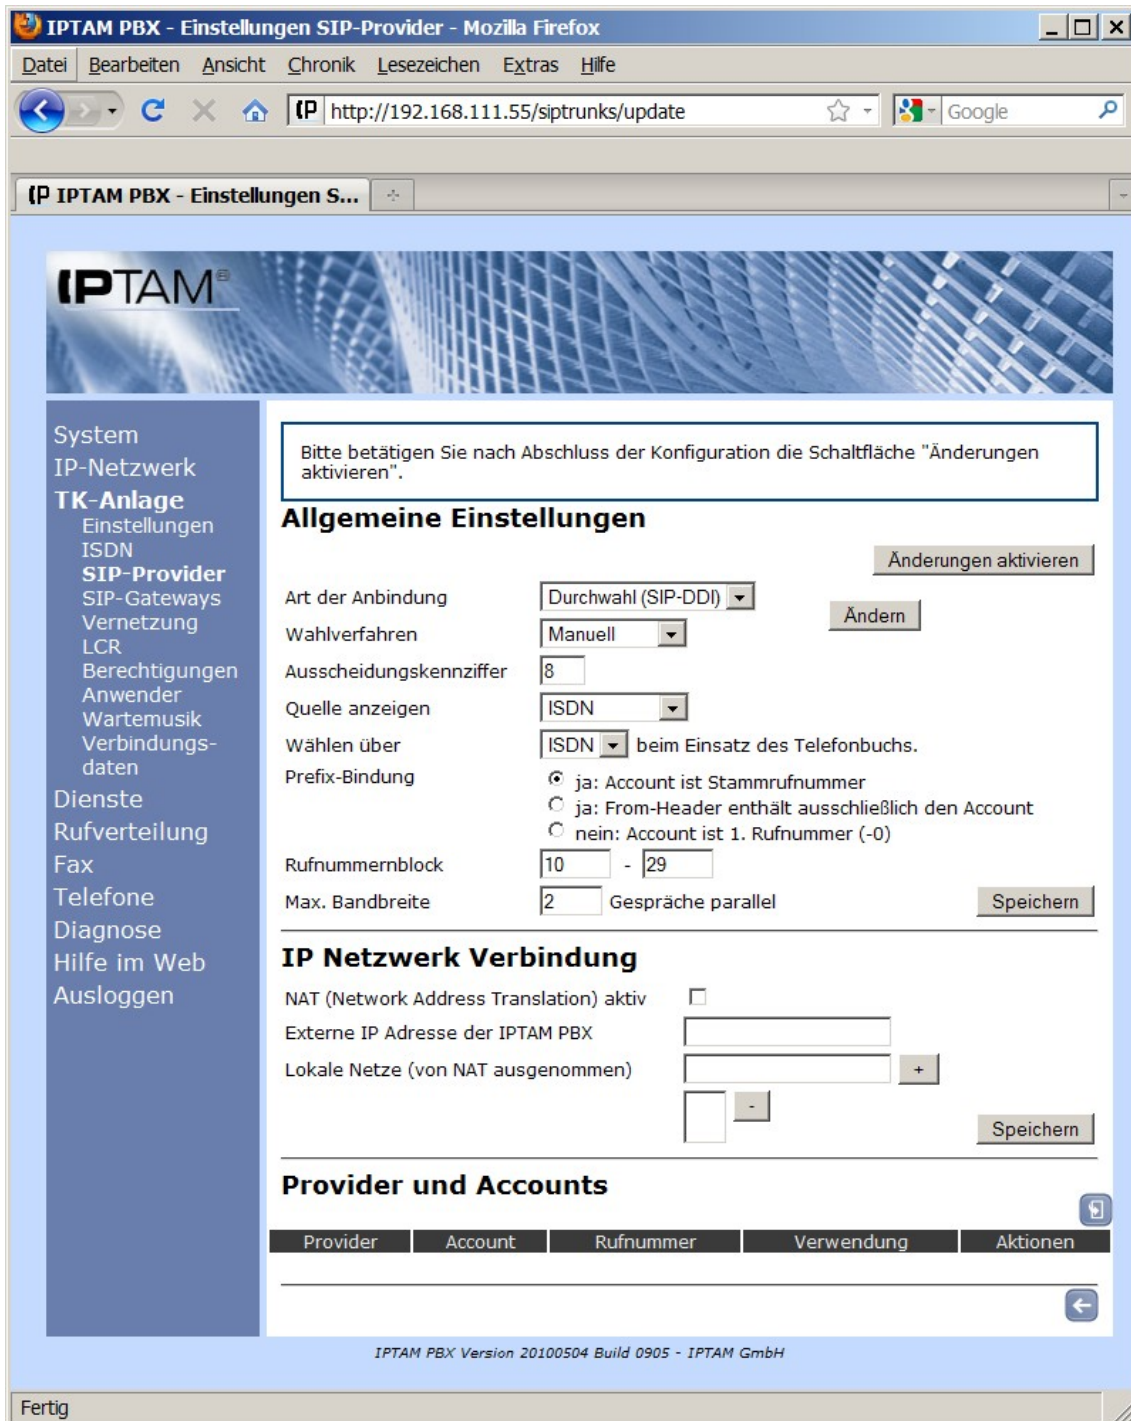 IPTAM PBX - Einstellungen SIP-Provider - Mozilla Firefox
Datei Bearbeiten Ansicht Chronik Lesezeichen Extras Hilfe
http://192.168.111.55/siptrunks/update Google
IPTAM PBX - Einstellungen S...
IPTAM®
System
IP-Netzwerk
TK-Anlage
Einstellungen
ISDN
SIP-Provider
SIP-Gateways
Vernetzung
LCR
Berechtigungen
Anwender
Wartemusik
Verbindungs-
daten
Dienste
Rufverteilung
Fax
Telefone
Diagnose
Hilfe im Web
Ausloggen
Bitte betätigen Sie nach Abschluss der Konfiguration die Schaltfläche "Änderungen
aktivieren".
Allgemeine Einstellungen
Änderungen aktivieren
Art der Anbindung Durchwahl (SIP-DDI)
Ändern
Wahlverfahren Manuell
Ausscheidungskennziffer 8
Quelle anzeigen ISDN
Wählen über ISDN beim Einsatz des Telefonbuchs.
Prefix-Bindung ja: Account ist Stammrufnummer
ja: From-Header enthält ausschließlich den Account
nein: Account ist 1. Rufnummer (-0)
Rufnummernblock 10 - 29
Max. Bandbreite 2 Gespräche parallel Speichern
IP Netzwerk Verbindung
NAT (Network Address Translation) aktiv
Externe IP Adresse der IPTAM PBX
Lokale Netze (von NAT ausgenommen) +
-
Speichern
Provider und Accounts
Provider Account Rufnummer Verwendung Aktionen
IPTAM PBX Version 20100504 Build 0905 - IPTAM GmbH
Fertig